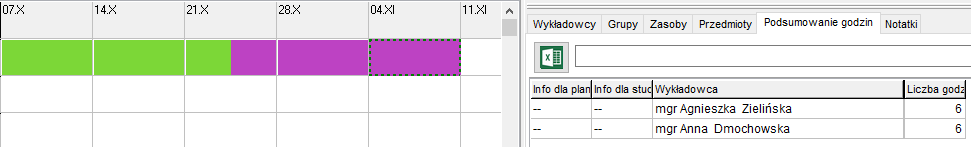 07.X 14.X 21.X 28.X 04.XI 11.XI
Wykładowcy Grupy Zasoby Przedmioty Podsumowanie godzin Notatki
Info dla plan Info dla stud Wykładowca Liczba godz
-- -- mgr Agnieszka Zielińska 6
-- -- mgr Anna Dmochowska 6